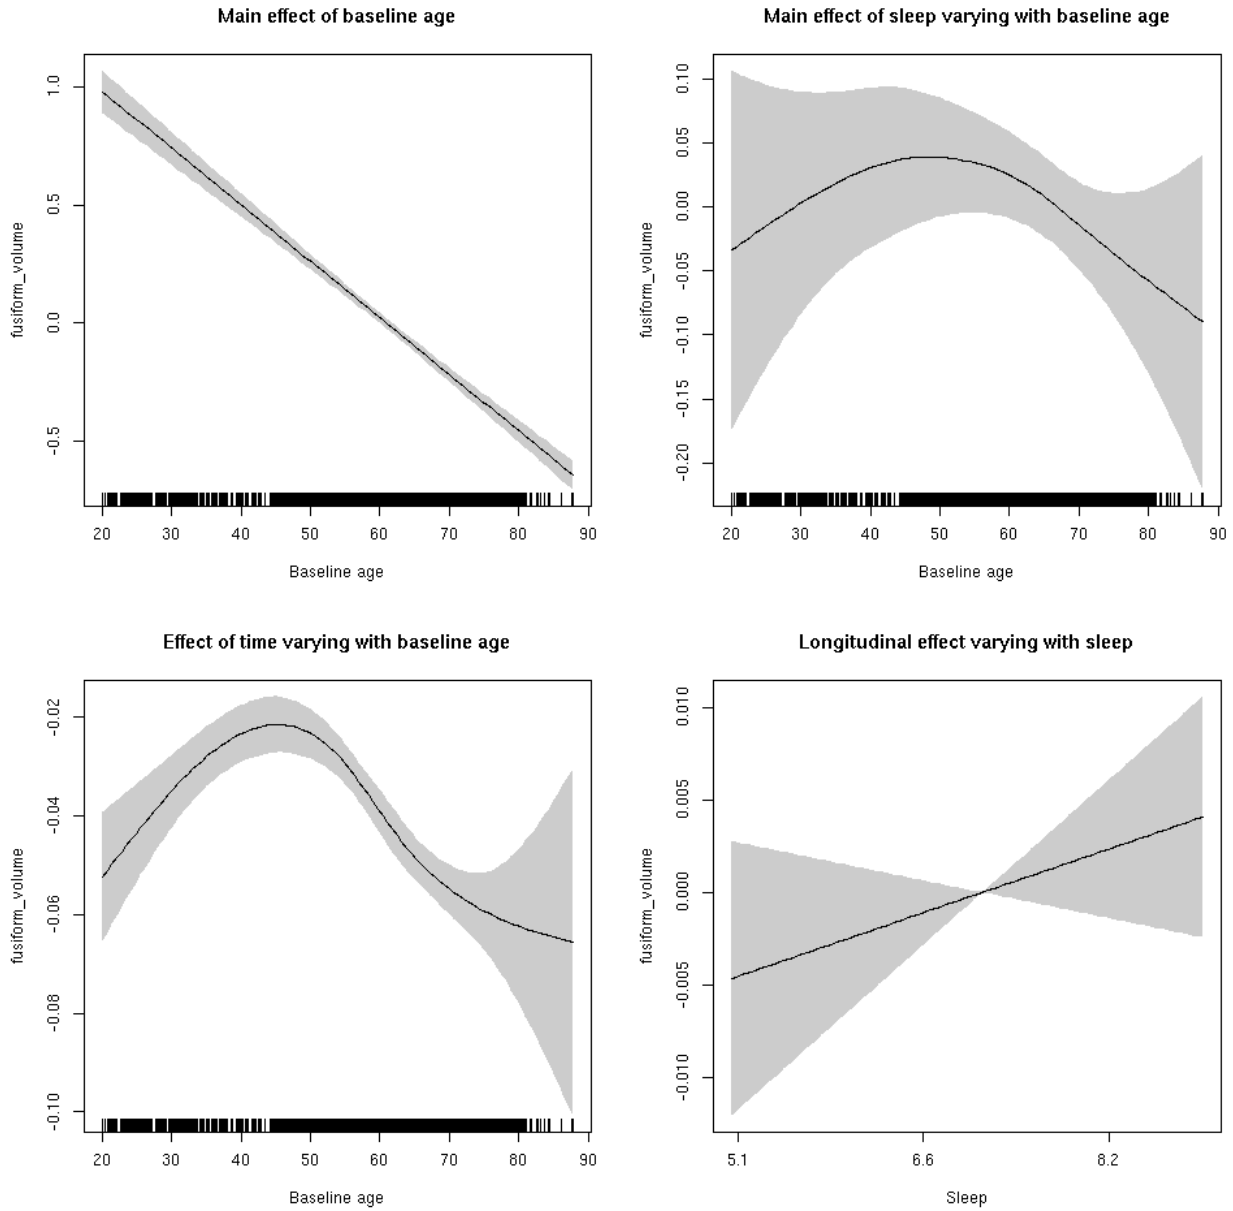 Main effect of baseline age
fusiform_volume
1.0
0.5
0.0
-0.5
20 30 40 50 60 70 80 90
Baseline age
Main effect of sleep varying with baseline age
fusiform_volume
0.10
0.05
0.00
-0.05
-0.10
-0.15
-0.20
20 30 40 50 60 70 80 90
Baseline age
Effect of time varying with baseline age
fusiform_volume
-0.02
-0.04
-0.06
-0.08
-0.10
20 30 40 50 60 70 80 90
Baseline age
Longitudinal effect varying with sleep
fusiform_volume
0.010
0.005
0.000
-0.005
-0.010
5.1 6.6 8.2
Sleep